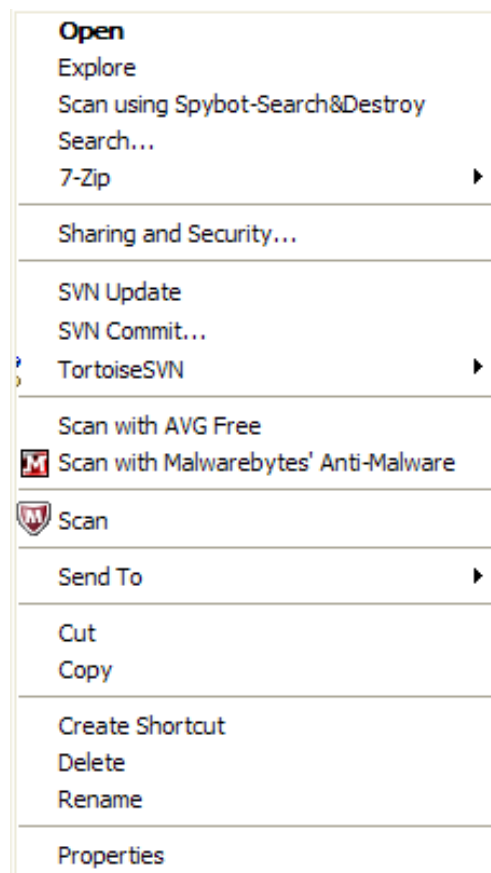 Open
Explore
Scan using Spybot-Search&Destroy
Search...
7-Zip
Sharing and Security...
SVN Update
SVN Commit...
TortoiseSVN
Scan with AVG Free
Scan with Malwarebytes' Anti-Malware
Scan
Send To
Cut
Copy
Create Shortcut
Delete
Rename
Properties